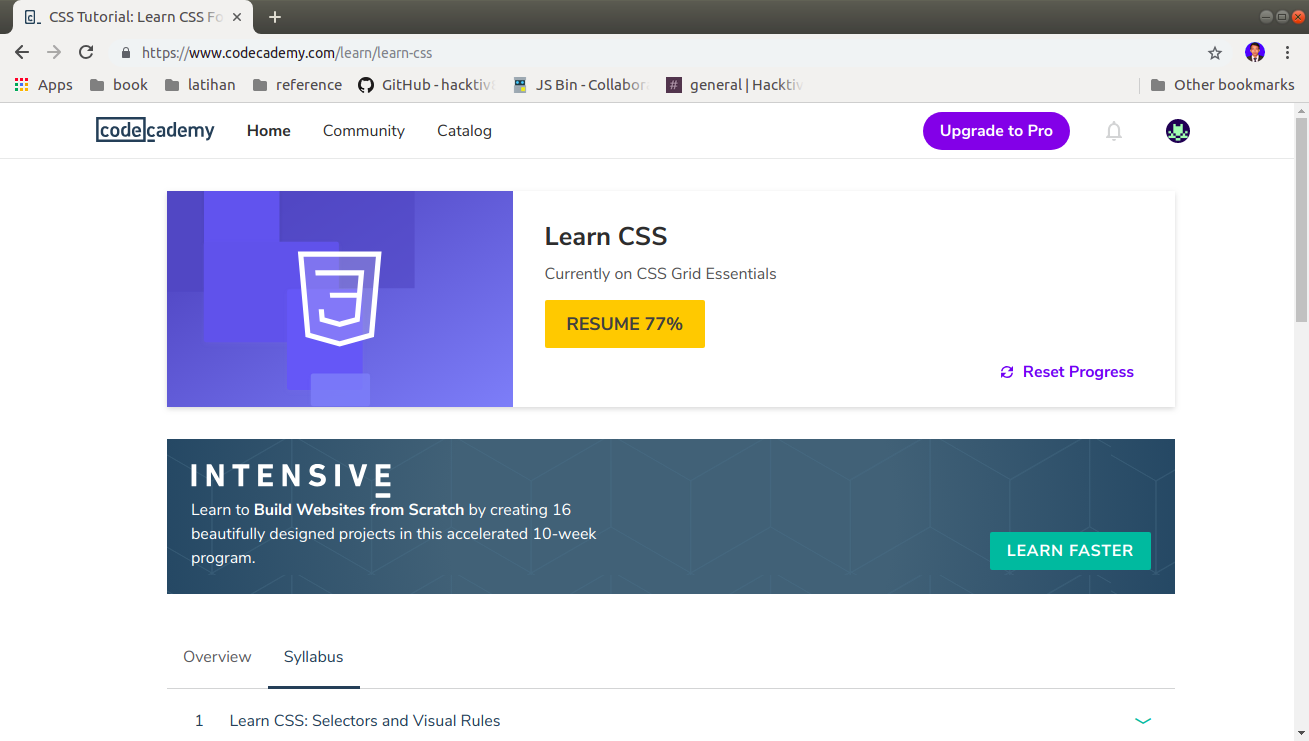 CSS Tutorial: Learn CSS Fo
https://www.codecademy.com/learn/learn-css
Apps book latihan reference GitHub - hacktiv JS Bin - Collabor # general | Hacktiv Other bookmarks
codecademy Home Community Catalog Upgrade to Pro
Learn CSS
Currently on CSS Grid Essentials
RESUME 77%
Reset Progress
INTENSIVE
Learn to Build Websites from Scratch by creating 16
beautifully designed projects in this accelerated 10-week
program.
LEARN FASTER
Overview Syllabus
1 Learn CSS: Selectors and Visual Rules